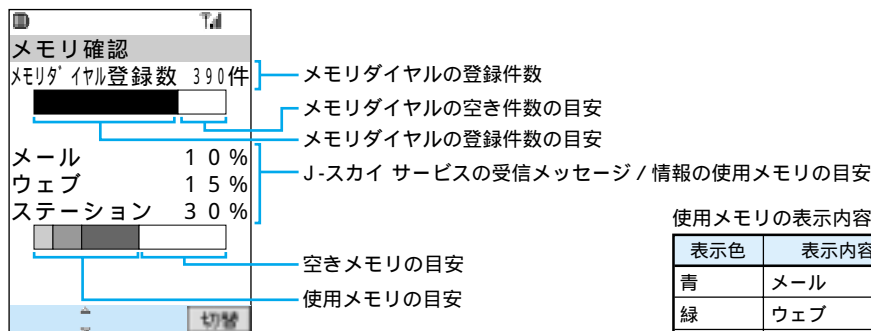 メモリ確認
メモリダイヤル登録数 390件
メール 10%
ウェブ 15%
ステーション 30%
切替
メモリダイヤルの登録件数
メモリダイヤルの空き件数の目安
メモリダイヤルの登録件数の目安
J-スカイ サービスの受信メッセージ / 情報の使用メモリの目安
空きメモリの目安
使用メモリの目安
使用メモリの表示内容
表示色 表示内容
青 メール
緑 ウェブ